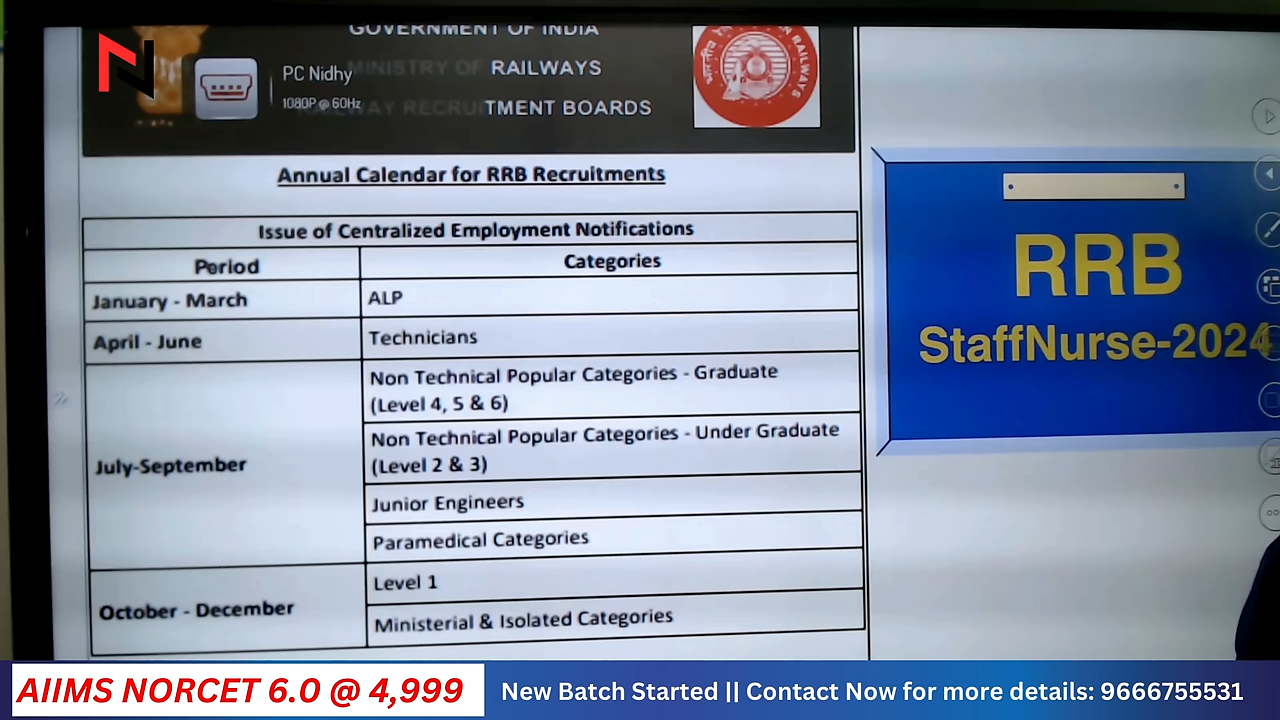 GOVERNMENT OF INDIA
MINISTRY OF RAILWAYS
RAILWAY RECRUITMENT BOARDS
PC Nidhy
1080P @ 60Hz
Annual Calendar for RRB Recruitments
Issue of Centralized Employment Notifications
Period Categories
January - March ALP
April - June Technicians
July-September
Non Technical Popular Categories - Graduate
(Level 4, 5 & 6)
Non Technical Popular Categories - Under Graduate
(Level 2 & 3)
Junior Engineers
Paramedical Categories
October - December
Level 1
Ministerial & Isolated Categories
RRB
StaffNurse-2024
AIIMS NORCET 6.0 @ 4,999
New Batch Started || Contact Now for more details: 9666755531